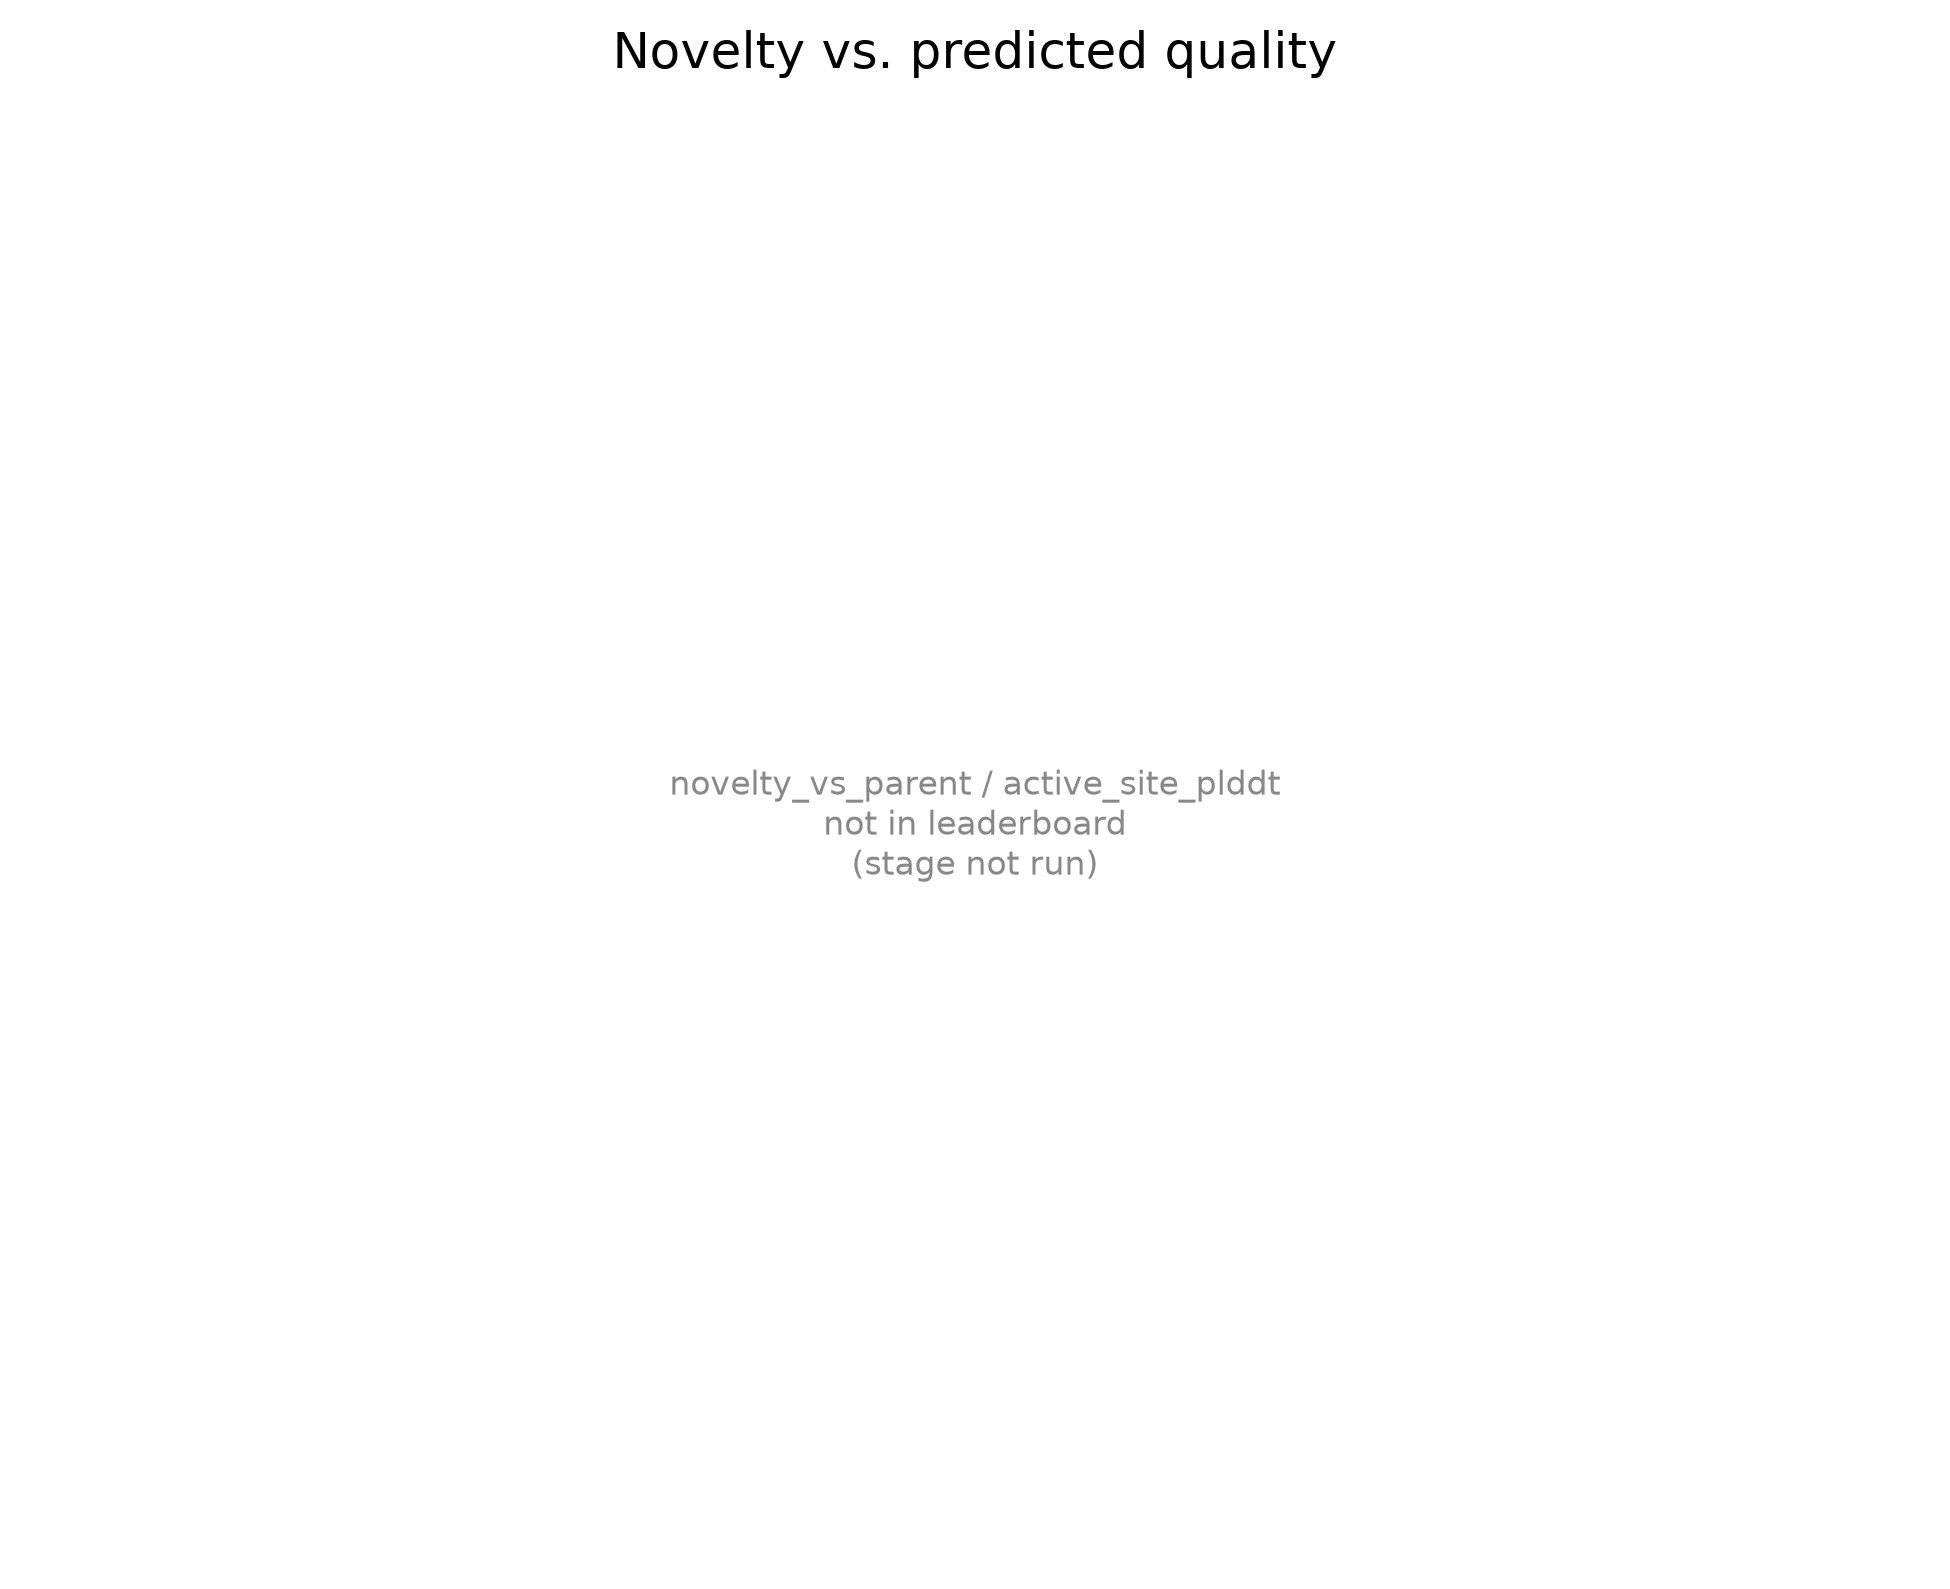 Novelty vs. predicted quality
novelty_vs_parent / active_site_plddt
not in leaderboard
(stage not run)